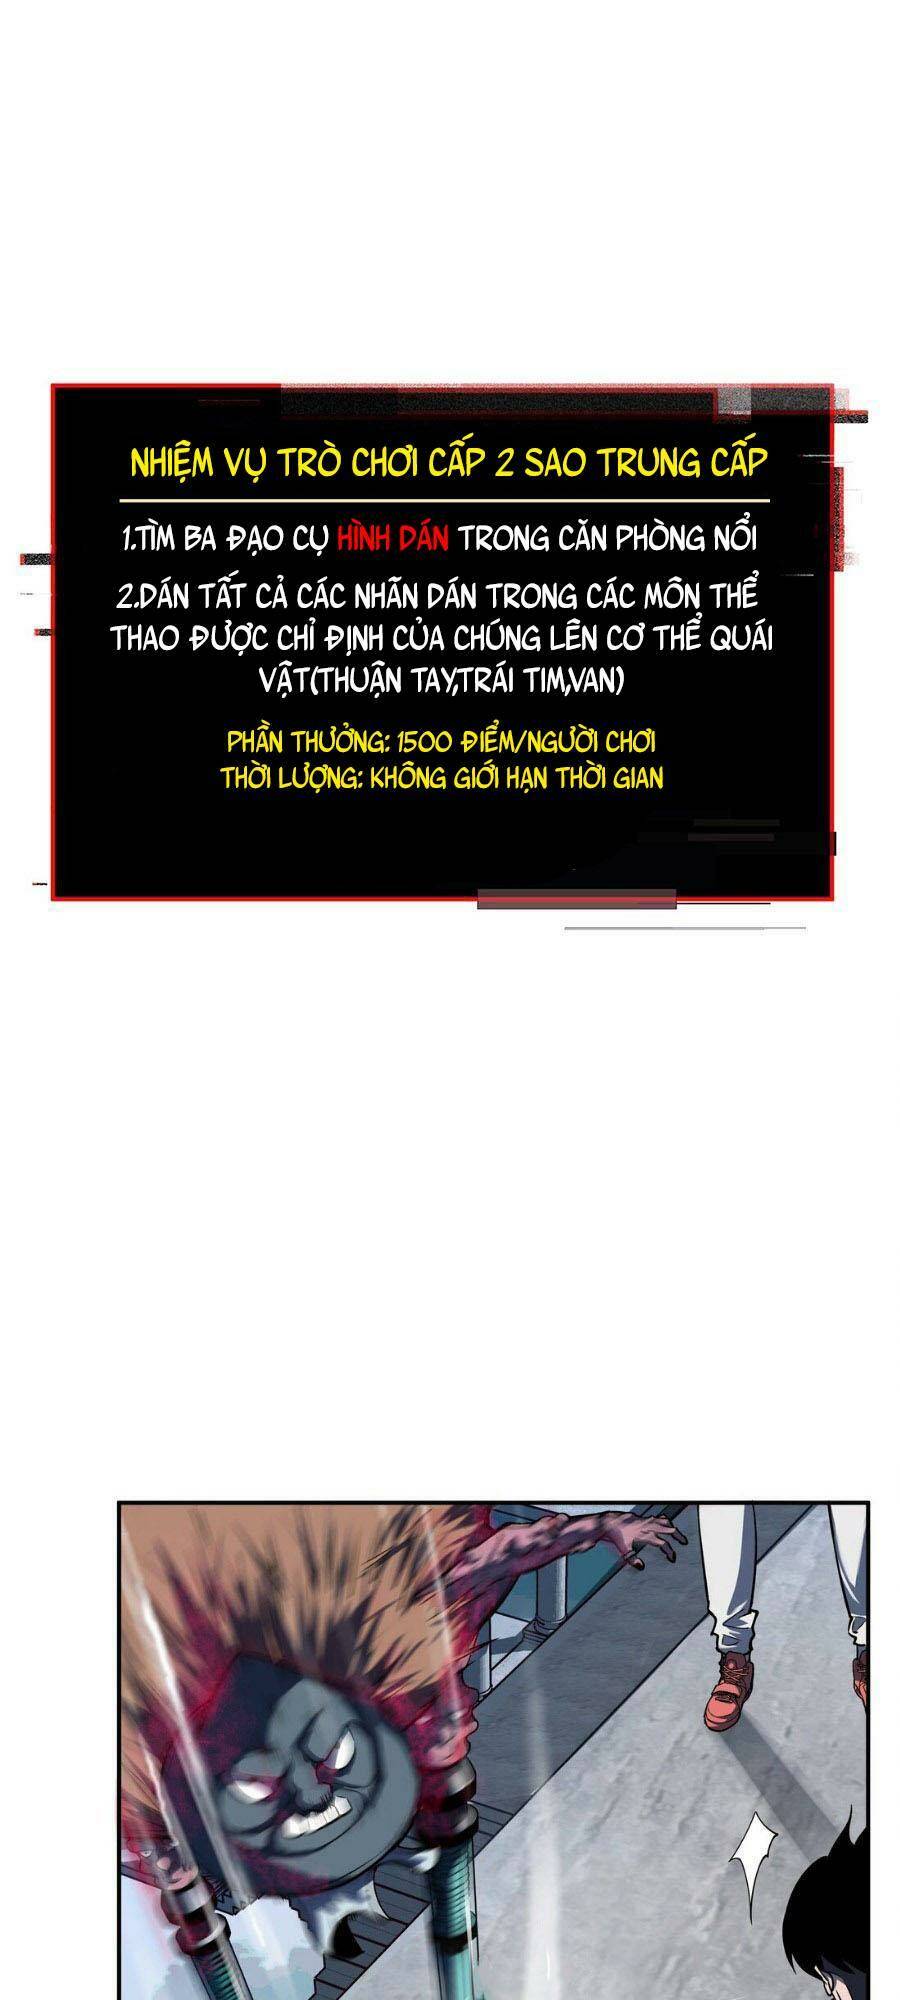 NHIỆM VỤ TRÒ CHƠI CẤP 2 SAO TRUNG CẤP
1.TÌM BA ĐẠO CỤ HÌNH DÁN TRONG CĂN PHÒNG NỔI
2.DÁN TẤT CẢ CÁC NHÃN DÁN TRONG CÁC MÔN THỂ
THAO ĐƯỢC CHỈ ĐỊNH CỦA CHÚNG LÊN CƠ THỂ QUÁI
VẬT(THUẬN TAY,TRÁI TIM,VAN)
PHẦN THƯỞNG: 1500 ĐIỂM/NGƯỜI CHƠI
THỜI LƯỢNG: KHÔNG GIỚI HẠN THỜI GIAN